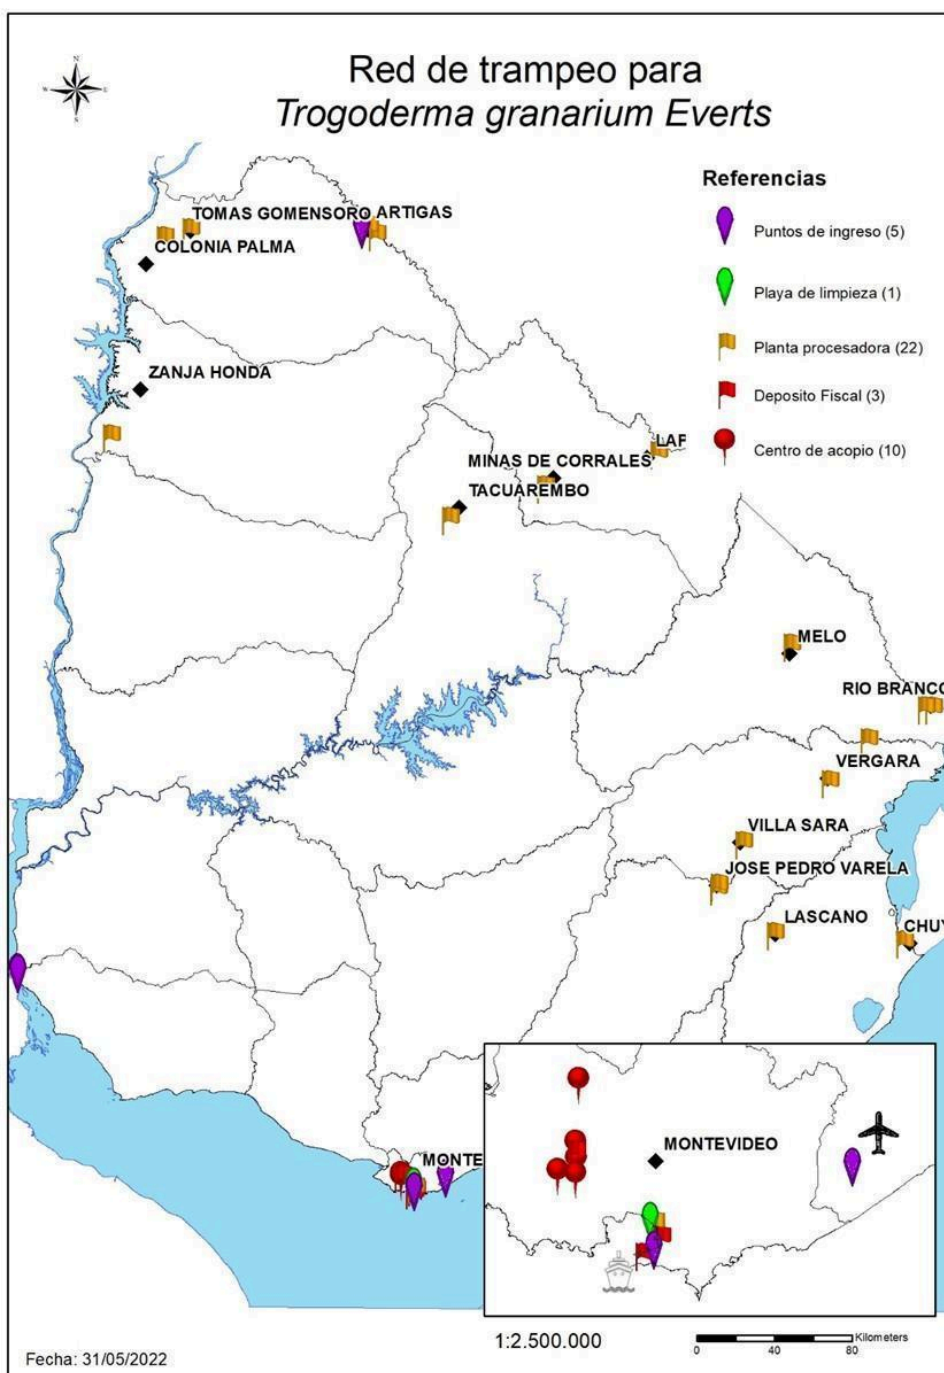 Red de trampeo para
Trogoderma granarium Everts
N
W
E
S
Referencias
Puntos de ingreso (5)
Playa de limpieza (1)
Planta procesadora (22)
Deposito Fiscal (3)
Centro de acopio (10)
TOMAS GOMENSORO
ARTIGAS
COLONIA PALMA
ZANJA HONDA
LAF
MINAS DE CORRALES
TACUAREMBO
MELO
RIO BRANCO
VERGARA
VILLA SARA
JOSE PEDRO VARELA
LASCANO
CHUY
MONTE
MONTEVIDEO
1:2.500.000
Kilometers
0 40 80
Fecha: 31/05/2022